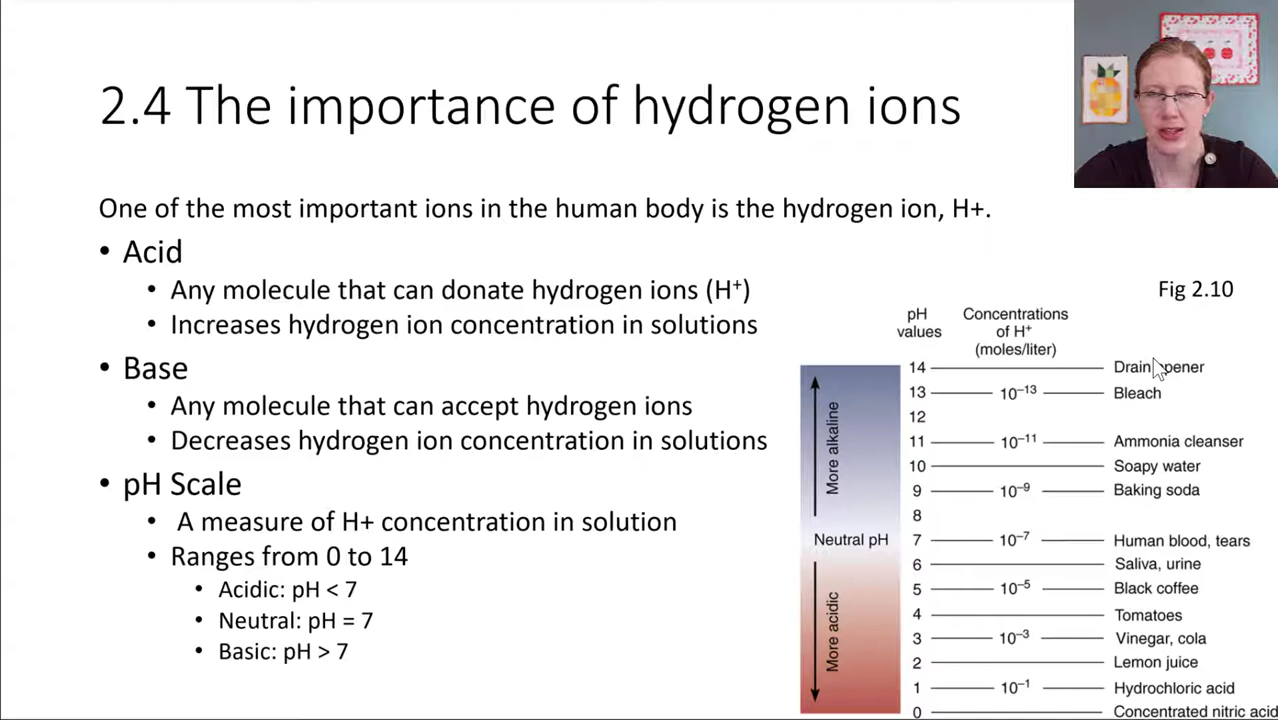 2.4 The importance of hydrogen ions
One of the most important ions in the human body is the hydrogen ion, H+.
• Acid
• Any molecule that can donate hydrogen ions (H⁺)
• Increases hydrogen ion concentration in solutions
• Base
• Any molecule that can accept hydrogen ions
• Decreases hydrogen ion concentration in solutions
• pH Scale
• A measure of H+ concentration in solution
• Ranges from 0 to 14
• Acidic: pH < 7
• Neutral: pH = 7
• Basic: pH > 7
Fig 2.10
pH
values
Concentrations
of H⁺
(moles/liter)
More alkaline
Neutral pH
More acidic
14 Drain opener
13 10⁻¹³ Bleach
12
11 10⁻¹¹ Ammonia cleanser
10 Soapy water
9 10⁻⁹ Baking soda
8
7 10⁻⁷ Human blood, tears
6 Saliva, urine
5 10⁻⁵ Black coffee
4 Tomatoes
3 10⁻³ Vinegar, cola
2 Lemon juice
1 10⁻¹ Hydrochloric acid
0 Concentrated nitric acid